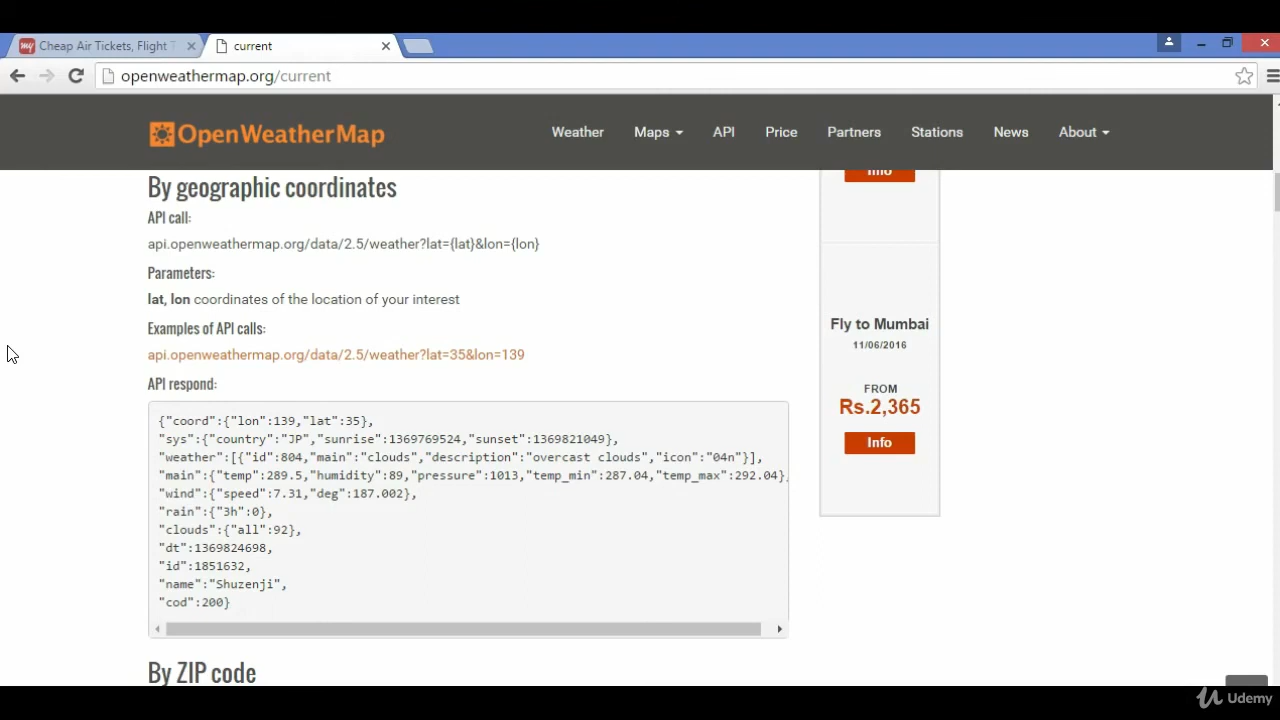 Cheap Air Tickets, Flight T
current
openweathermap.org/current
OpenWeatherMap
Weather
Maps
API
Price
Partners
Stations
News
About
By geographic coordinates
API call:
api.openweathermap.org/data/2.5/weather?lat={lat}&lon={lon}
Parameters:
lat, lon coordinates of the location of your interest
Examples of API calls:
api.openweathermap.org/data/2.5/weather?lat=35&lon=139
API respond:
{"coord":{"lon":139,"lat":35},
"sys":{"country":"JP","sunrise":1369769524,"sunset":1369821049},
"weather":[{"id":804,"main":"clouds","description":"overcast clouds","icon":"04n"}],
"main":{"temp":289.5,"humidity":89,"pressure":1013,"temp_min":287.04,"temp_max":292.04},
"wind":{"speed":7.31,"deg":187.002},
"rain":{"3h":0},
"clouds":{"all":92},
"dt":1369824698,
"id":1851632,
"name":"Shuzenji",
"cod":200}
By ZIP code
Info
Fly to Mumbai
11/06/2016
FROM
Rs.2,365
Info
Udemy